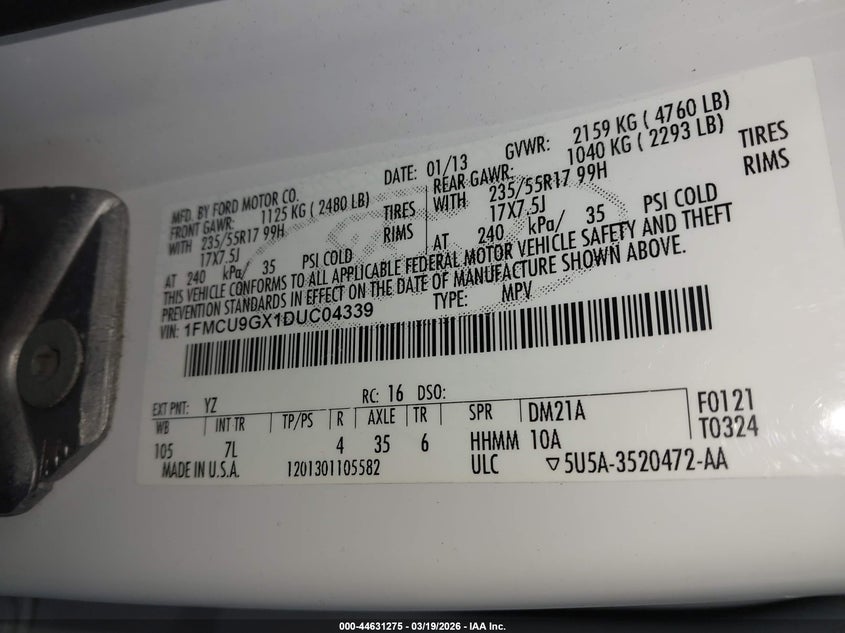 MFD. BY FORD MOTOR CO. DATE: 01/13 GVWR: 2159 KG ( 4760 LB)
FRONT GAWR: 1125 KG ( 2480 LB) REAR GAWR: 1040 KG ( 2293 LB)
WITH 235/55R17 99H TIRES WITH 235/55R17 99H TIRES
17X7.5J RIMS 17X7.5J RIMS
AT 240 kPa/ 35 PSI COLD AT 240 kPa/ 35 PSI COLD
THIS VEHICLE CONFORMS TO ALL APPLICABLE FEDERAL MOTOR VEHICLE SAFETY AND THEFT
PREVENTION STANDARDS IN EFFECT ON THE DATE OF MANUFACTURE SHOWN ABOVE.
VIN: 1FMCU9GX1DUC04339 TYPE: MPV
EXT PNT: YZ RC: 16 DSO:
WB INT TR TP/PS R AXLE TR SPR DM21A F0121
105 7L 4 35 6 HHMM 10A T0324
MADE IN U.S.A. 1201301105582 ULC ▽5U5A-3520472-AA
000-44631275 | 03/19/2026 | IAA Inc.